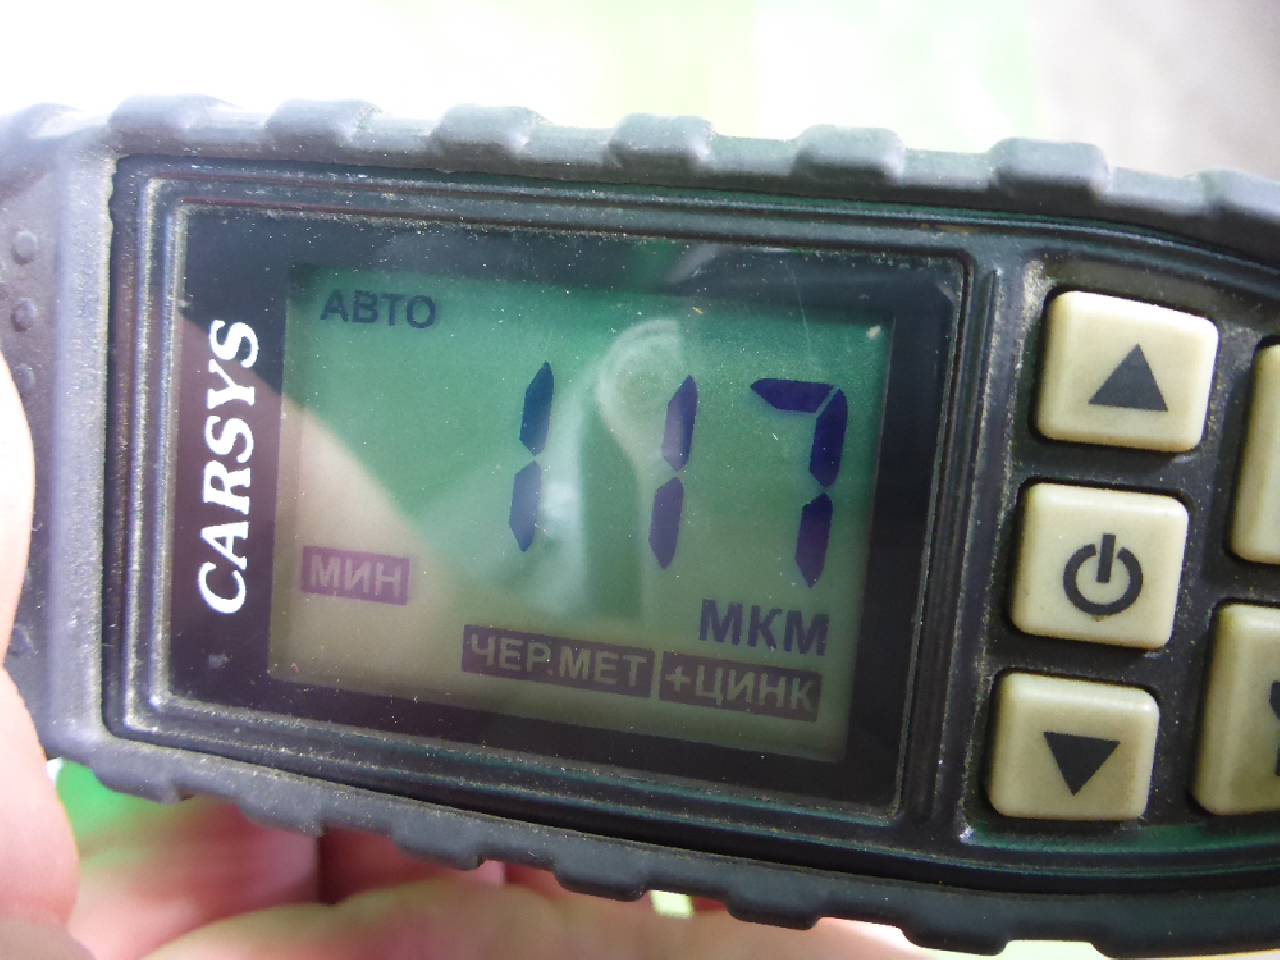 АВТО
CARSYS
117
МИН
МКМ
ЧЕР.МЕТ +ЦИНК